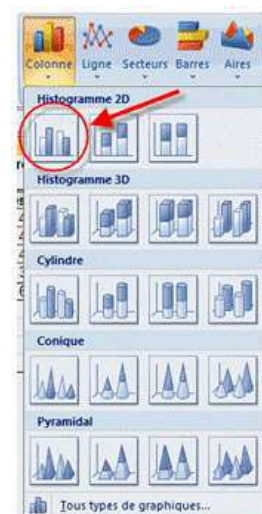 Colonne Ligne Secteurs Barres Aires
Histogramme 2D
Histogramme 3D
Cylindre
Conique
Pyramidal
Tous types de graphiques...